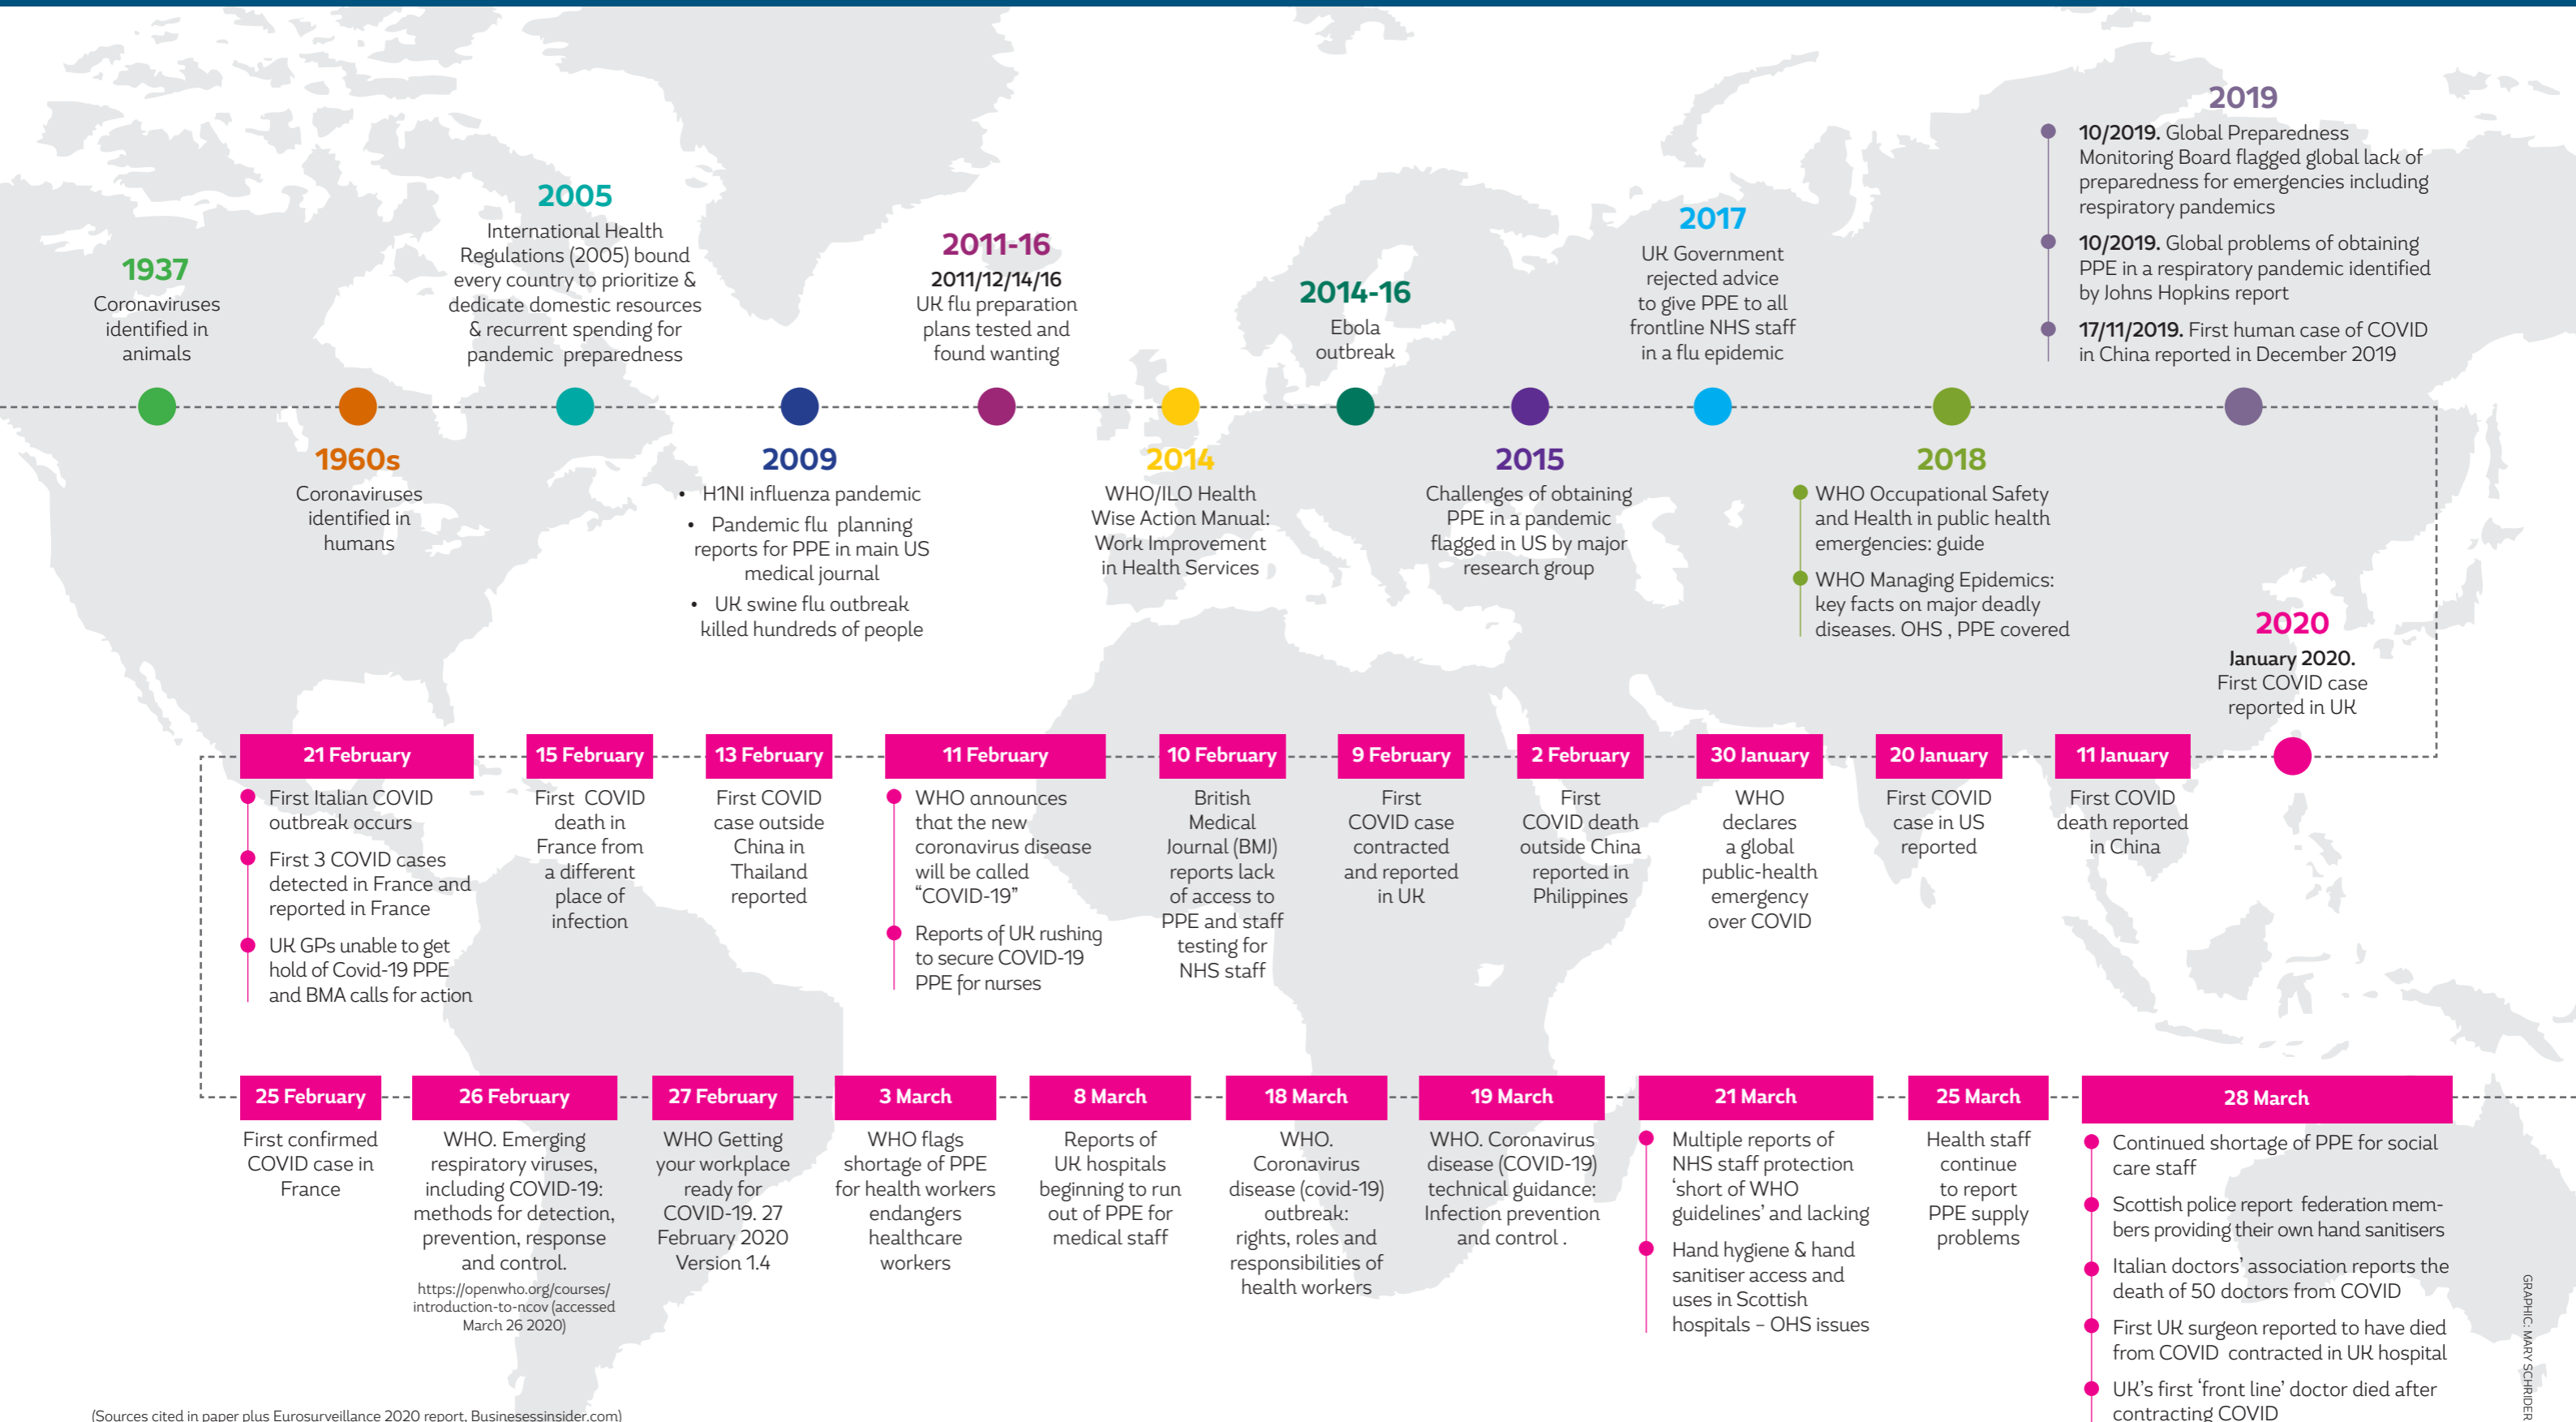 1937
Coronaviruses
identified in
animals
1960s
Coronaviruses
identified in
humans
2005
International Health
Regulations (2005) bound
every country to prioritize &
dedicate domestic resources
& recurrent spending for
pandemic preparedness
2009
• H1NI influenza pandemic
• Pandemic flu planning
reports for PPE in main US
medical journal
• UK swine flu outbreak
killed hundreds of people
2011-16
2011/12/14/16
UK flu preparation
plans tested and
found wanting
2014
WHO/ILO Health
Wise Action Manual:
Work Improvement
in Health Services
2014-16
Ebola
outbreak
2015
Challenges of obtaining
PPE in a pandemic
flagged in US by major
research group
2017
UK Government
rejected advice
to give PPE to all
frontline NHS staff
in a flu epidemic
2018
WHO Occupational Safety
and Health in public health
emergencies: guide
WHO Managing Epidemics:
key facts on major deadly
diseases. OHS , PPE covered
2019
10/2019. Global Preparedness
Monitoring Board flagged global lack of
preparedness for emergencies including
respiratory pandemics
10/2019. Global problems of obtaining
PPE in a respiratory pandemic identified
by Johns Hopkins report
17/11/2019. First human case of COVID
in China reported in December 2019
2020
January 2020.
First COVID case
reported in UK
11 January
First COVID
death reported
in China
20 January
First COVID
case in US
reported
30 January
WHO
declares
a global
public-health
emergency
over COVID
2 February
First
COVID death
outside China
reported in
Philippines
9 February
First
COVID case
contracted
and reported
in UK
10 February
British
Medical
Journal (BMJ)
reports lack
of access to
PPE and staff
testing for
NHS staff
11 February
WHO announces
that the new
coronavirus disease
will be called
“COVID-19”
Reports of UK rushing
to secure COVID-19
PPE for nurses
13 February
First COVID
case outside
China in
Thailand
reported
15 February
First COVID
death in
France from
a different
place of
infection
21 February
First Italian COVID
outbreak occurs
First 3 COVID cases
detected in France and
reported in France
UK GPs unable to get
hold of Covid-19 PPE
and BMA calls for action
25 February
First confirmed
COVID case in
France
26 February
WHO. Emerging
respiratory viruses,
including COVID-19:
methods for detection,
prevention, response
and control.
https://openwho.org/courses/
introduction-to-ncov (accessed
March 26 2020)
27 February
WHO Getting
your workplace
ready for
COVID-19. 27
February 2020
Version 1.4
3 March
WHO flags
shortage of PPE
for health workers
endangers
healthcare
workers
8 March
Reports of
UK hospitals
beginning to run
out of PPE for
medical staff
18 March
WHO.
Coronavirus
disease (covid-19)
outbreak:
rights, roles and
responsibilities of
health workers
19 March
WHO. Coronavirus
disease (COVID-19)
technical guidance:
Infection prevention
and control .
21 March
Multiple reports of
NHS staff protection
‘short of WHO
guidelines’ and lacking
Hand hygiene & hand
sanitiser access and
uses in Scottish
hospitals – OHS issues
25 March
Health staff
continue
to report
PPE supply
problems
28 March
Continued shortage of PPE for social
care staff
Scottish police report federation mem-
bers providing their own hand sanitisers
Italian doctors’ association reports the
death of 50 doctors from COVID
First UK surgeon reported to have died
from COVID contracted in UK hospital
UK’s first ‘front line’ doctor died after
contracting COVID
GRAPHIC: MARY SCHRIDER
(Sources cited in paper plus Eurosurveillance 2020 report, Businesessinsider.com)